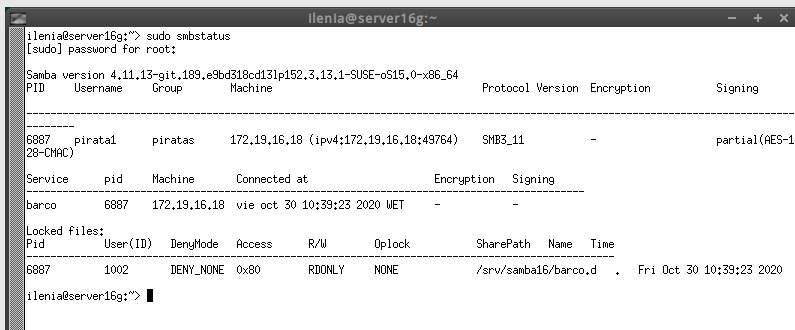 ilenia@server16g:~
ilenia@server16g:~> sudo smbstatus
[sudo] password for root:
Samba version 4.11.13-git.189.e9bd318cd13lp152.3.13.1-SUSE-oS15.0-x86_64
PID Username Group Machine Protocol Version Encryption Signing
----------------------------------------------------------------------------------------------------------------------------------------
--------
6887 pirata1 piratas 172.19.16.18 (ipv4:172.19.16.18:49764) SMB3_11 - partial(AES-1
28-CMAC)
Service pid Machine Connected at Encryption Signing
---------------------------------------------------------------------------------------------
barco 6887 172.19.16.18 vie oct 30 10:39:23 2020 WET - -
Locked files:
Pid User(ID) DenyMode Access R/W Oplock SharePath Name Time
--------------------------------------------------------------------------------------------------
6887 1002 DENY_NONE 0x80 RDONLY NONE /srv/samba16/barco.d . Fri Oct 30 10:39:23 2020
ilenia@server16g:~>